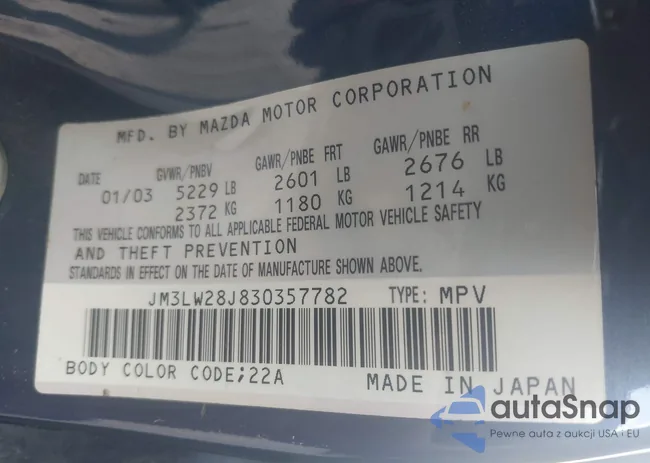 MFD. BY MAZDA MOTOR CORPORATION
DATE GVWR/PNBV GAWR/PNBE FRT GAWR/PNBE RR
01/03 5229 LB 2601 LB 2676 LB
2372 KG 1180 KG 1214 KG
THIS VEHICLE CONFORMS TO ALL APPLICABLE FEDERAL MOTOR VEHICLE SAFETY
AND THEFT PREVENTION
STANDARDS IN EFFECT ON THE DATE OF MANUFACTURE SHOWN ABOVE.
JM3LW28J830357782 TYPE: MPV
BODY COLOR CODE;22A MADE IN JAPAN
autaSnap
Pewne auta z aukcji USA i EU